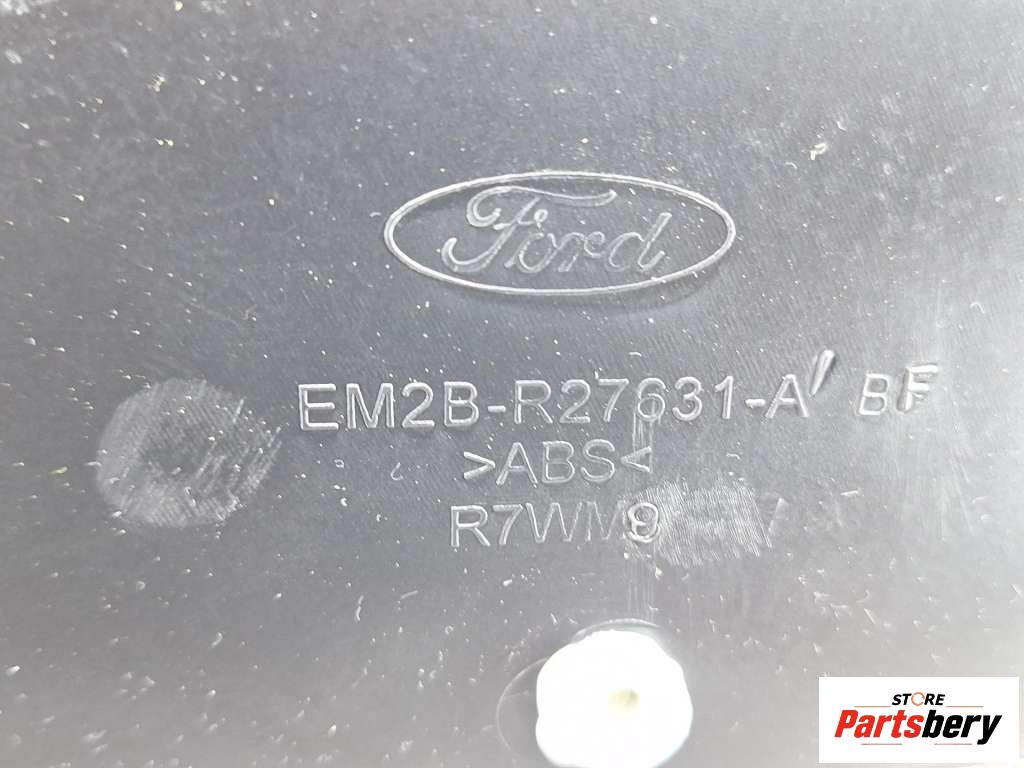 Ford
EM2B-R27631-A' BF
>ABS<
R7WM9
STORE
Partsbery